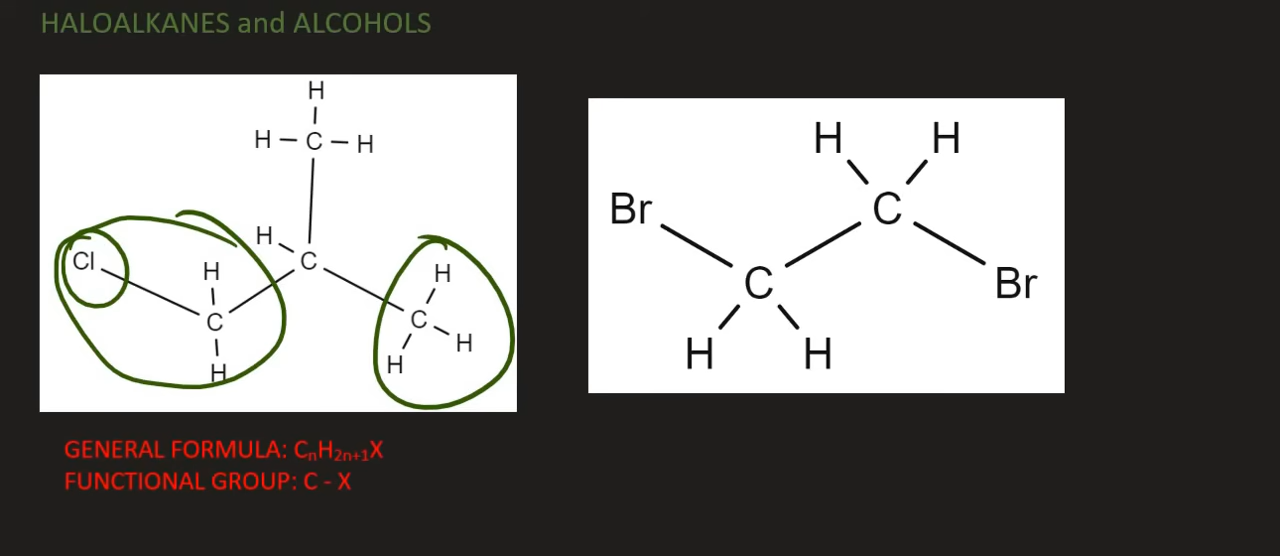 HALOALKANES and ALCOHOLS
H
H C H
H
Cl
H
C
H
C
H
C
H
H
H H
Br
C
C
Br
H H
GENERAL FORMULA: CₙH₂ₙ₊₁X
FUNCTIONAL GROUP: C - X